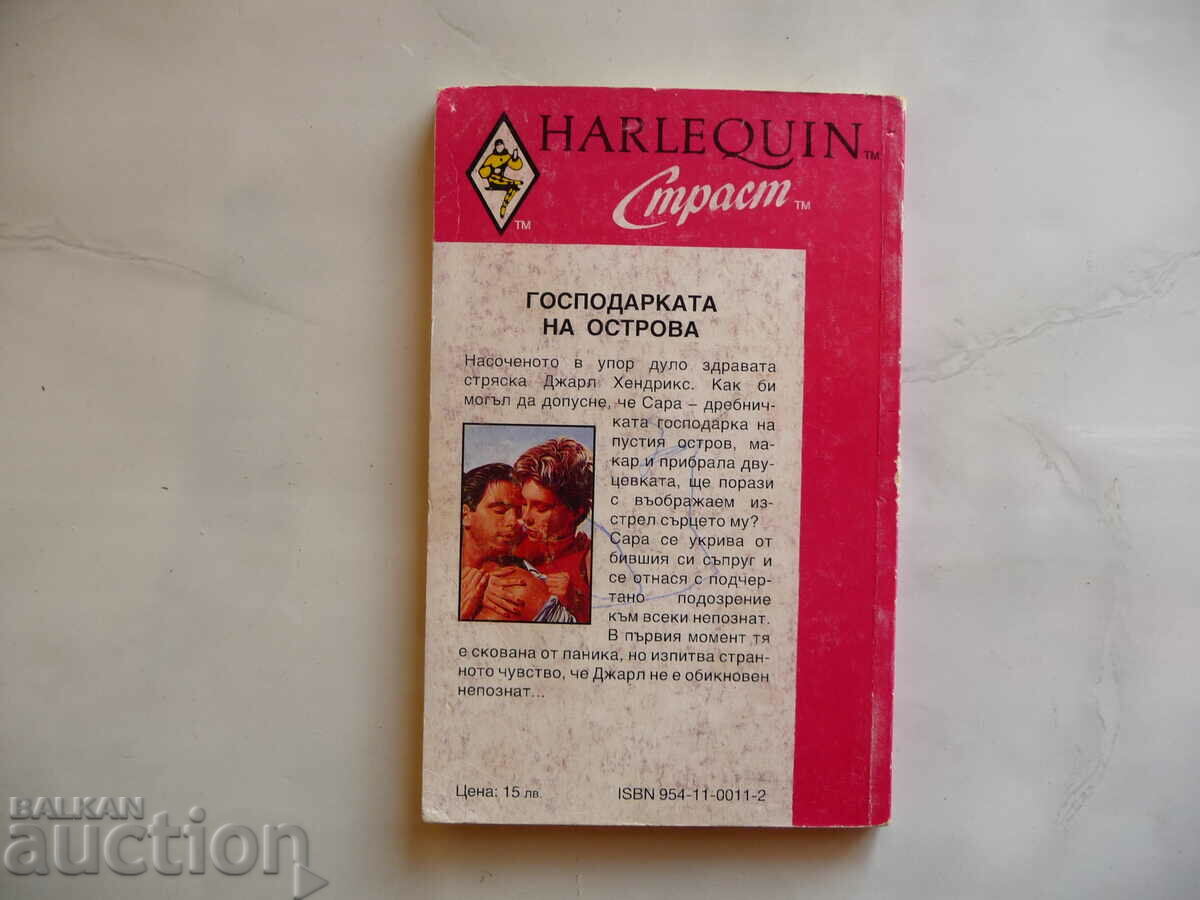 HARLEQUIN TM
Страст TM
TM
ГОСПОДАРКАТА
НА ОСТРОВА
Насоченото в упор дуло здравата
стряска Джарл Хендрикс. Как би
могъл да допусне, че Сара – дребнич-
ката господарка на
пустия остров, ма-
кар и прибрала дву-
цевката, ще порази
с въображаем из-
стрел сърцето му?
Сара се укрива от
бившия си съпруг и
се отнася с подчер-
тано подозрение
към всеки непознат.
В първия момент тя
е скована от паника, но изпитва стран-
ното чувство, че Джарл не е обикновен
непознат...
Цена: 15 лв. ISBN 954-11-0011-2
BALKAN
auction